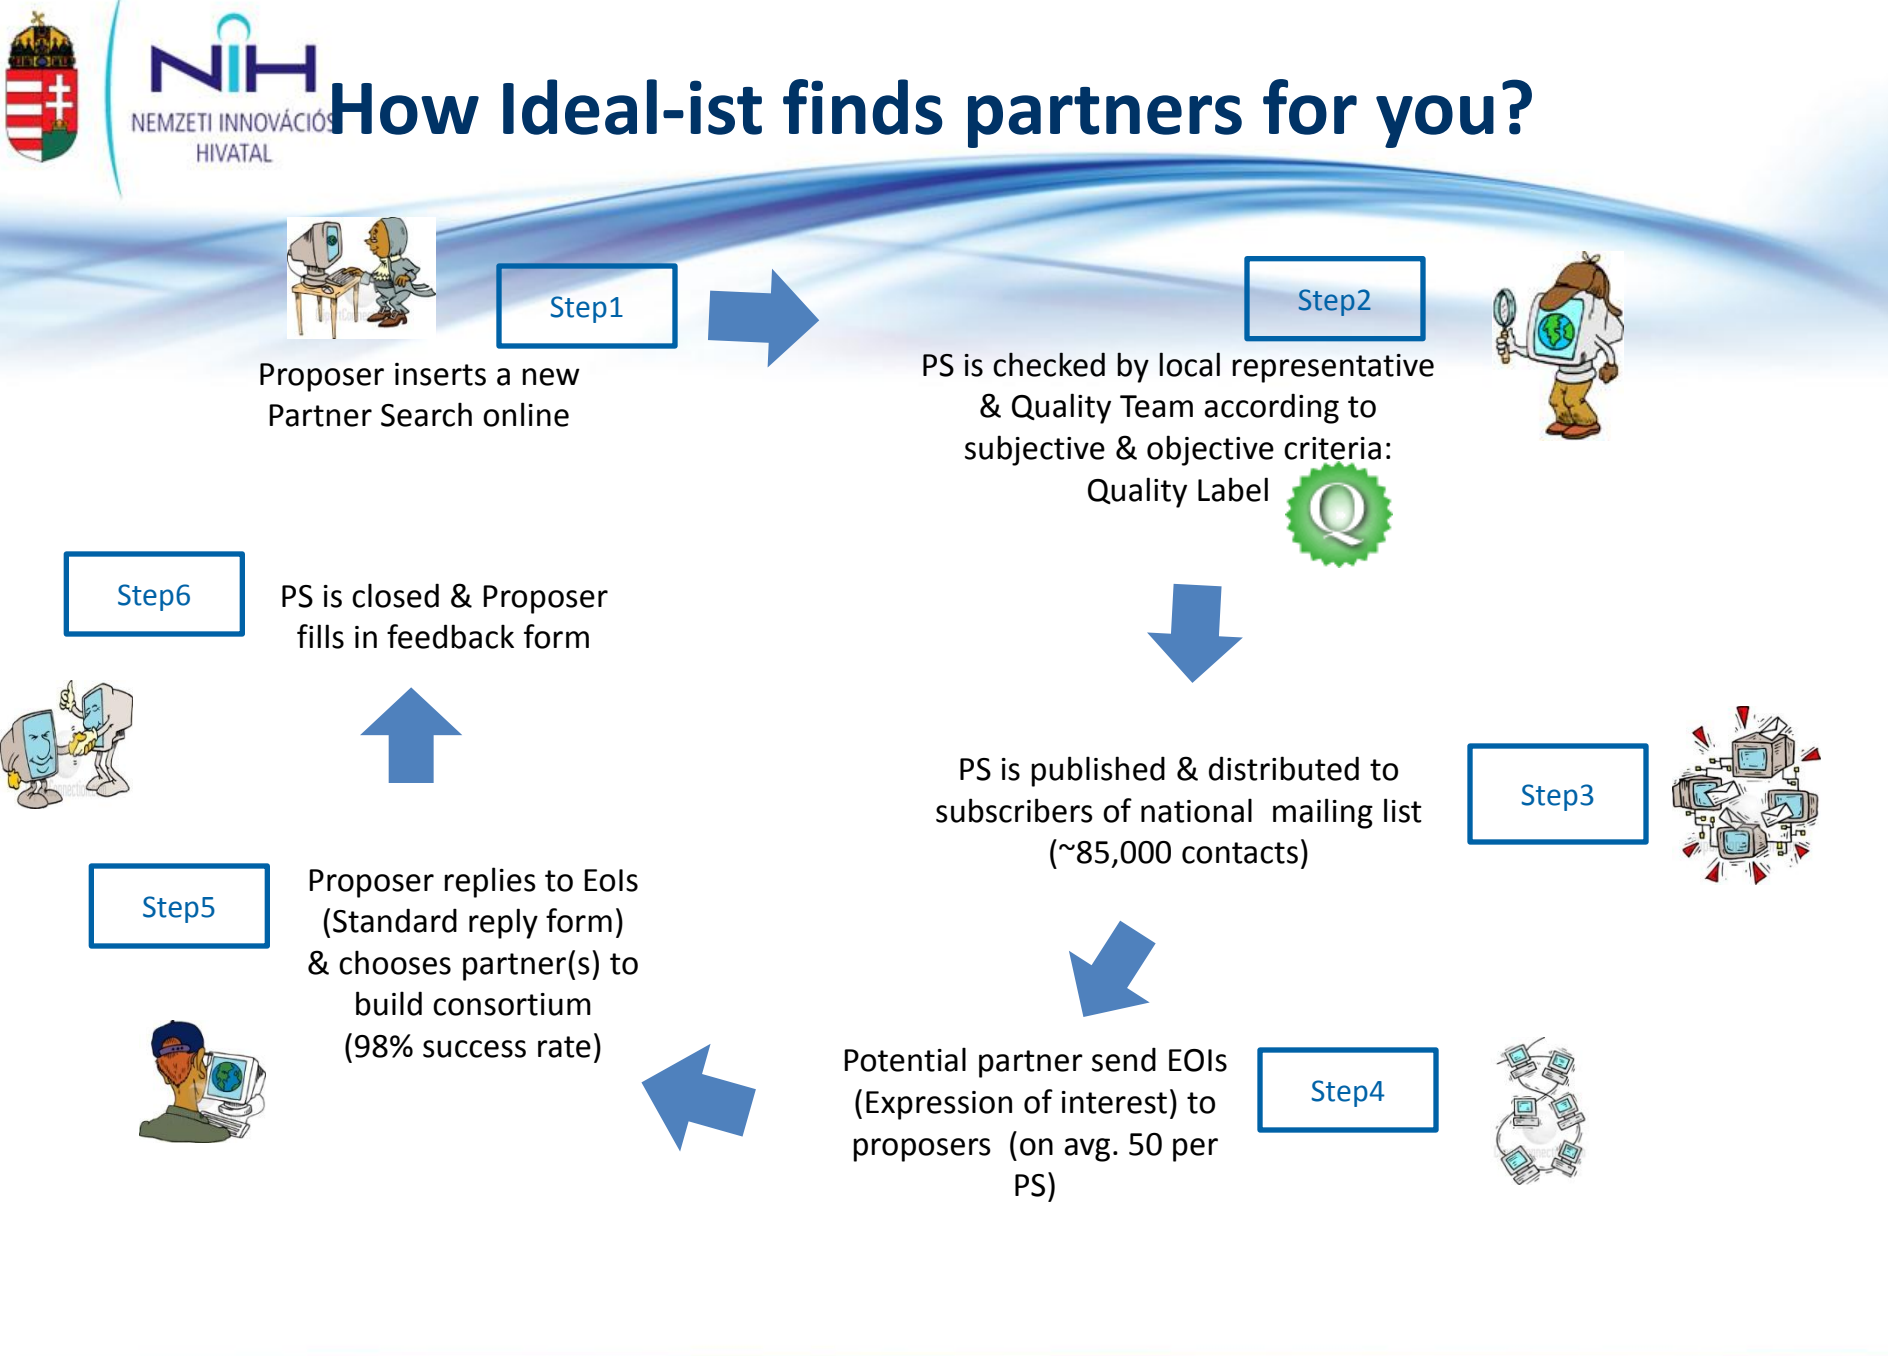 NIH
NEMZETI INNOVÁCIÓS
HIVATAL
How Ideal-ist finds partners for you?
Step1
Proposer inserts a new
Partner Search online
Step2
PS is checked by local representative
& Quality Team according to
subjective & objective criteria:
Quality Label
Q
Step3
PS is published & distributed to
subscribers of national  mailing list
(~85,000 contacts)
Step4
Potential partner send EOIs
(Expression of interest) to
proposers  (on avg. 50 per
PS)
Step5
Proposer replies to EoIs
(Standard reply form)
& chooses partner(s) to
build consortium
(98% success rate)
Step6
PS is closed & Proposer
fills in feedback form